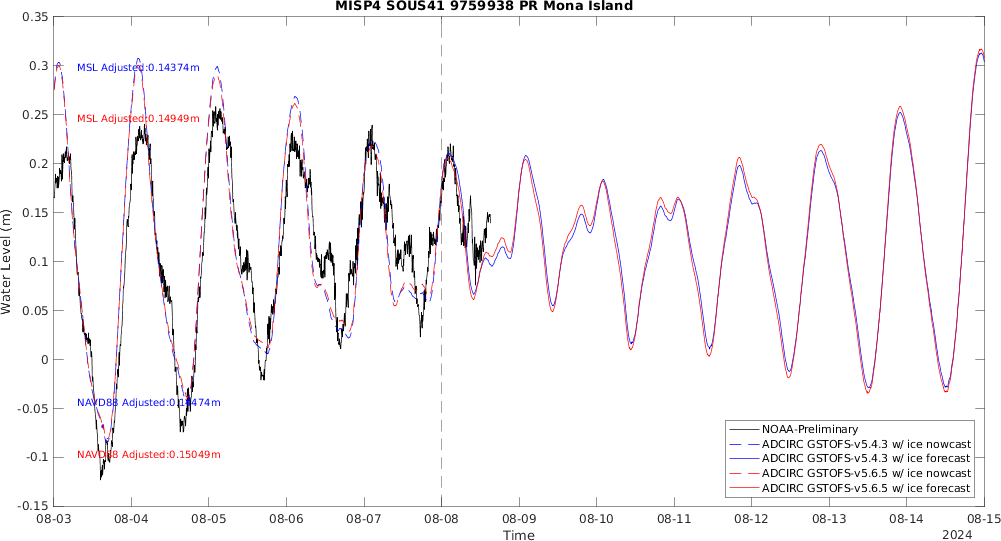 MISP4 SOUS41 9759938 PR Mona Island
0.35
0.3
0.25
0.2
0.15
0.1
0.05
0
-0.05
-0.1
-0.15
Water Level (m)
MSL Adjusted:0.14374m
MSL Adjusted:0.14949m
NAVD88 Adjusted:0.14474m
NAVD88 Adjusted:0.15049m
NOAA-Preliminary
ADCIRC GSTOFS-v5.4.3 w/ ice nowcast
ADCIRC GSTOFS-v5.4.3 w/ ice forecast
ADCIRC GSTOFS-v5.6.5 w/ ice nowcast
ADCIRC GSTOFS-v5.6.5 w/ ice forecast
08-03 08-04 08-05 08-06 08-07 08-08 08-09 08-10 08-11 08-12 08-13 08-14 08-15
Time
2024